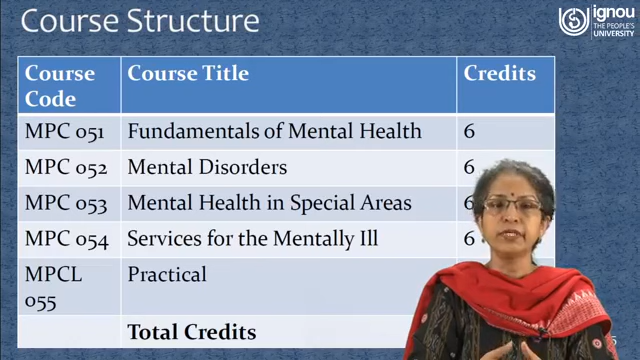 Course Structure
ignou
THE PEOPLE'S
UNIVERSITY
Course Code Course Title Credits
MPC 051 Fundamentals of Mental Health 6
MPC 052 Mental Disorders 6
MPC 053 Mental Health in Special Areas 6
MPC 054 Services for the Mentally Ill 6
MPCL 055 Practical
Total Credits